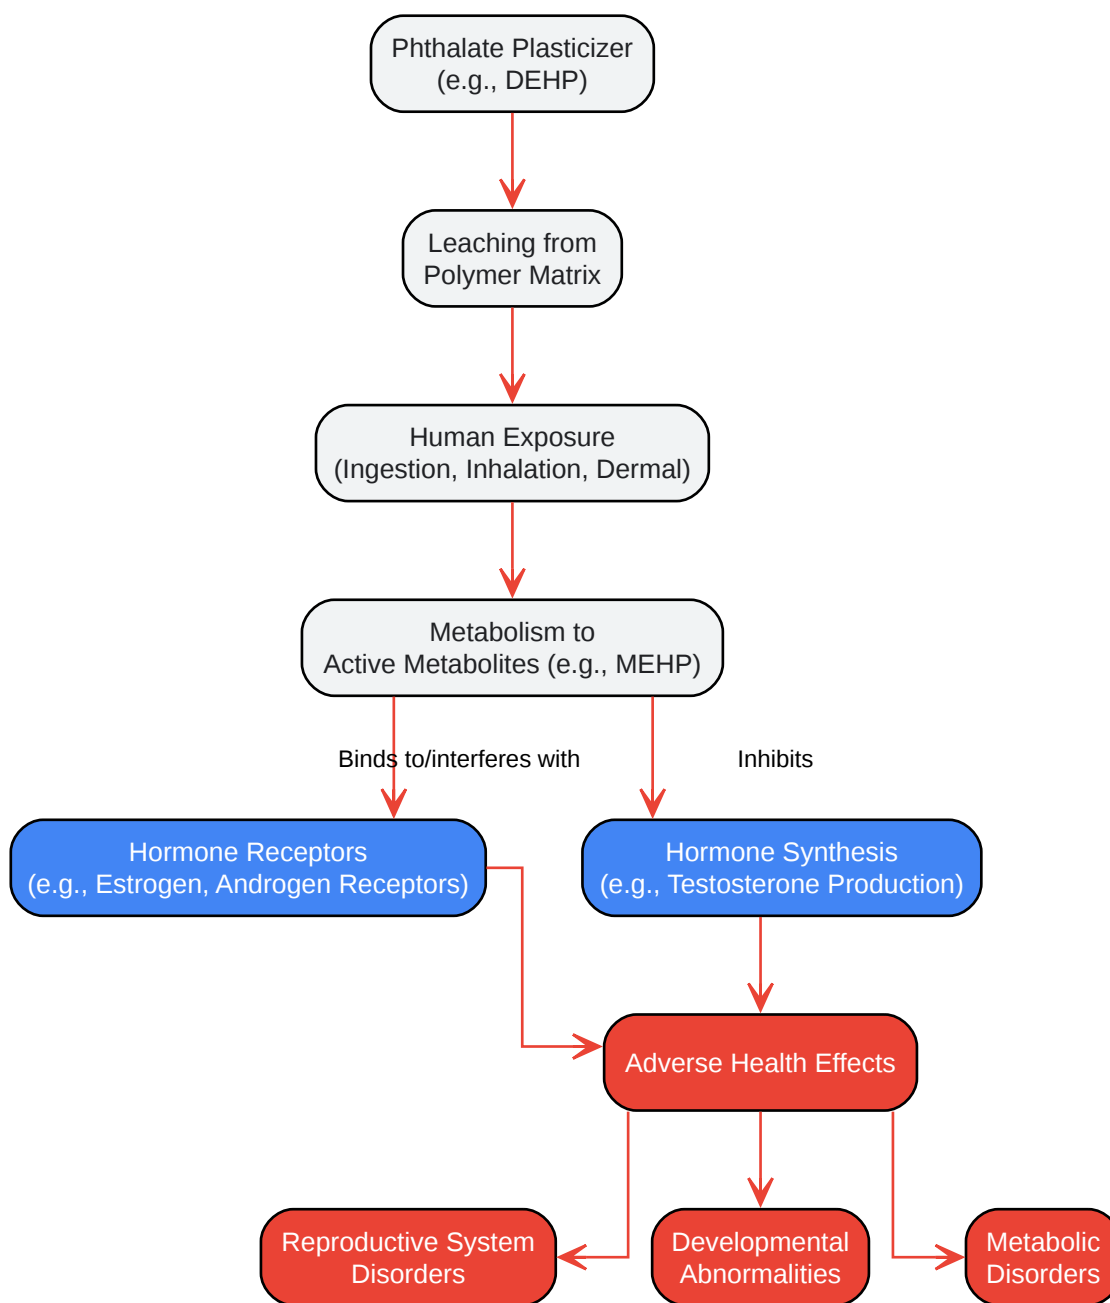 Phthalate Plasticizer
(e.g., DEHP)
Leaching from
Polymer Matrix
Human Exposure
(Ingestion, Inhalation, Dermal)
Metabolism to
Active Metabolites (e.g., MEHP)
Binds to/interferes with
Inhibits
Hormone Receptors
(e.g., Estrogen, Androgen Receptors)
Hormone Synthesis
(e.g., Testosterone Production)
Adverse Health Effects
Reproductive System
Disorders
Developmental
Abnormalities
Metabolic
Disorders